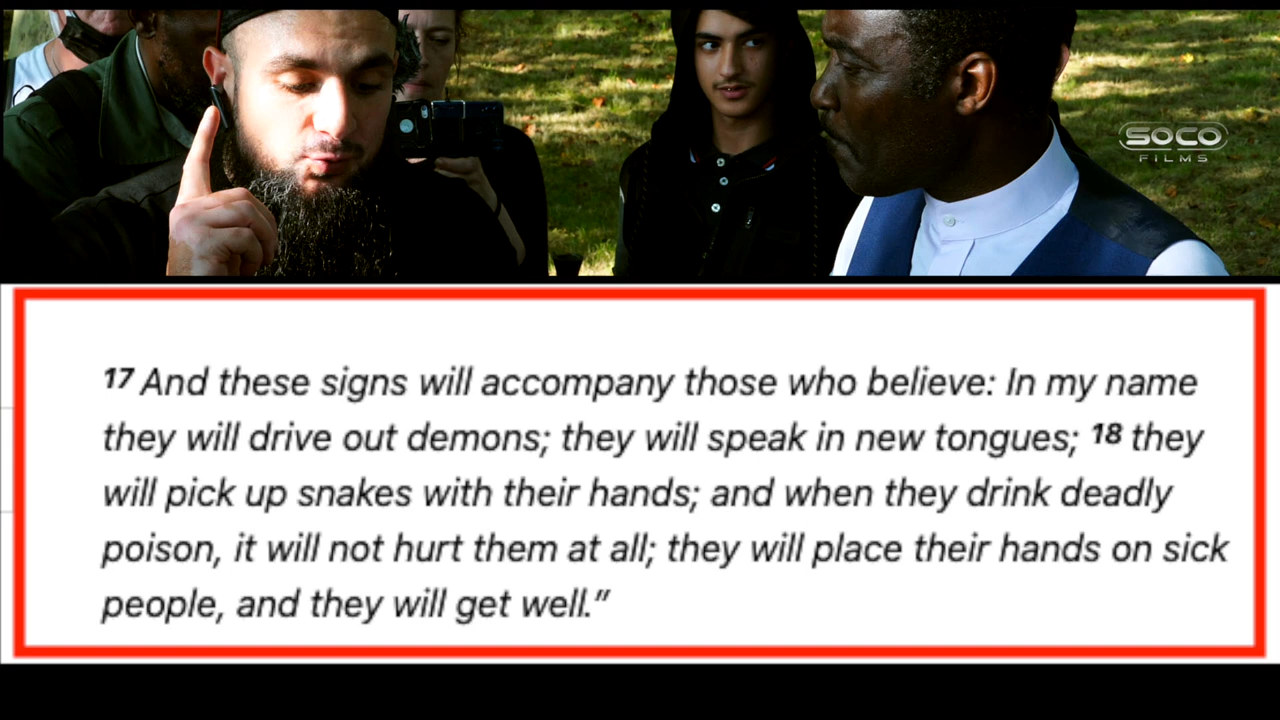 SOCO
FILMS
17 And these signs will accompany those who believe: In my name
they will drive out demons; they will speak in new tongues; 18 they
will pick up snakes with their hands; and when they drink deadly
poison, it will not hurt them at all; they will place their hands on sick
people, and they will get well.”